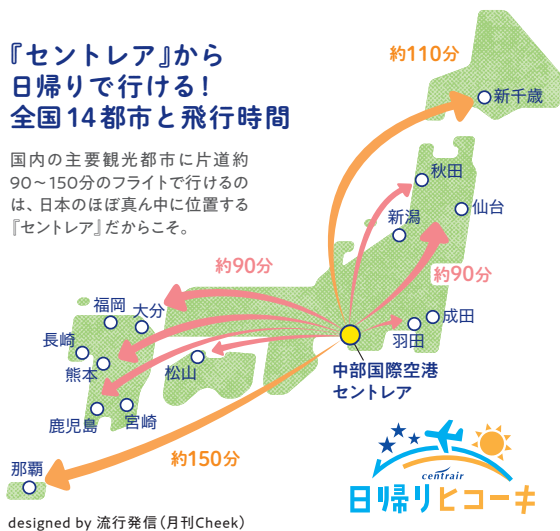 『セントレア』から
日帰りで行ける!
全国14都市と飛行時間
国内の主要観光都市に片道約
90〜150分のフライトで行けるの
は、日本のほぼ真ん中に位置する
『セントレア』だからこそ。
約110分
新千歳
秋田
仙台
新潟
約90分
約90分
福岡
大分
成田
羽田
長崎
熊本
松山
中部国際空港
セントレア
鹿児島
宮崎
約150分
那覇
centrair
日帰りヒコーキ
designed by 流行発信(月刊Cheek)